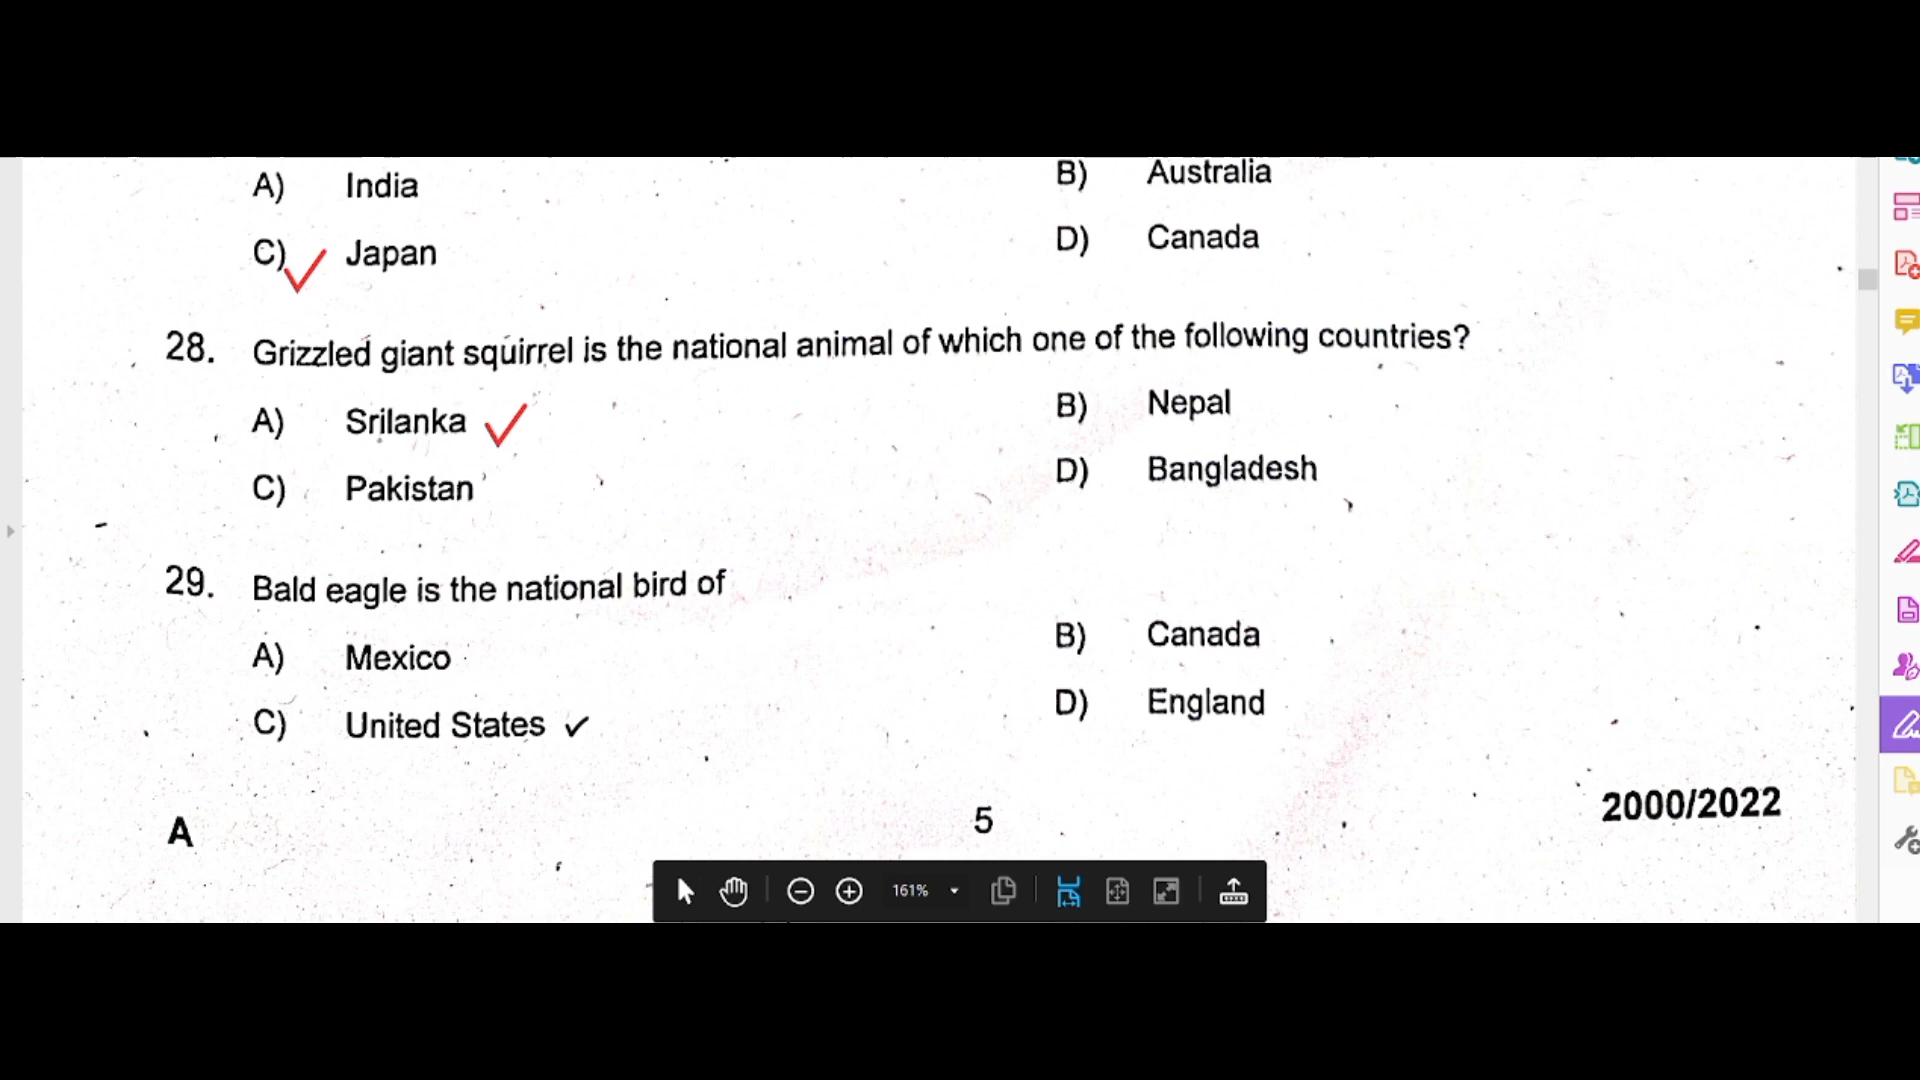 A) India B) Australia
C) Japan D) Canada
28. Grizzled giant squirrel is the national animal of which one of the following countries?
A) Srilanka B) Nepal
C) Pakistan D) Bangladesh
29. Bald eagle is the national bird of
A) Mexico B) Canada
C) United States D) England
A 5 2000/2022
161%